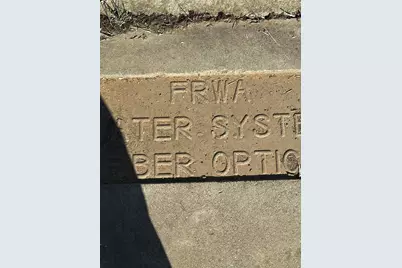 FRWA
ATER SYSTE
BER OPTIC